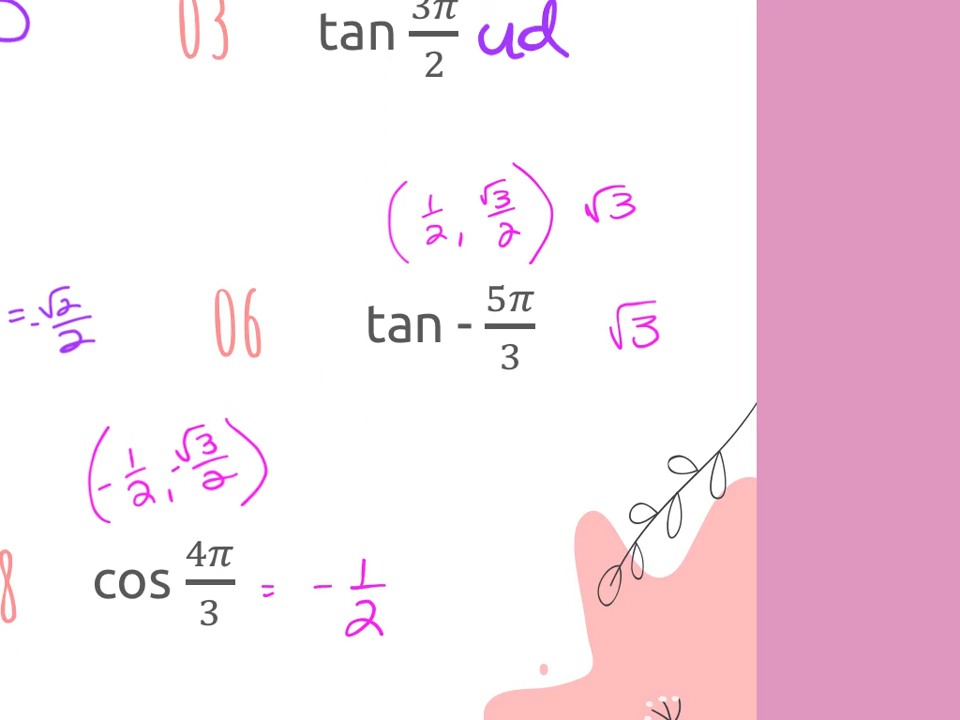 03 tan 3π/2 ud
(1/2, √3/2) √3
= -√2/2
06 tan - 5π/3 √3
(-1/2, -√3/2)
8 cos 4π/3 = - 1/2